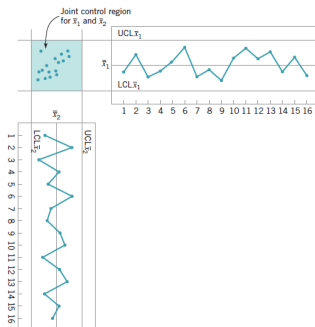 Joint control region
for x̄₁ and x̄₂
UCLx̄₁
x̿₁
LCLx̄₁
1 2 3 4 5 6 7 8 9 10 11 12 13 14 15 16
x̿₂
LCLx̄₂
UCLx̄₂
1 2 3 4 5 6 7 8 9 10 11 12 13 14 15 16